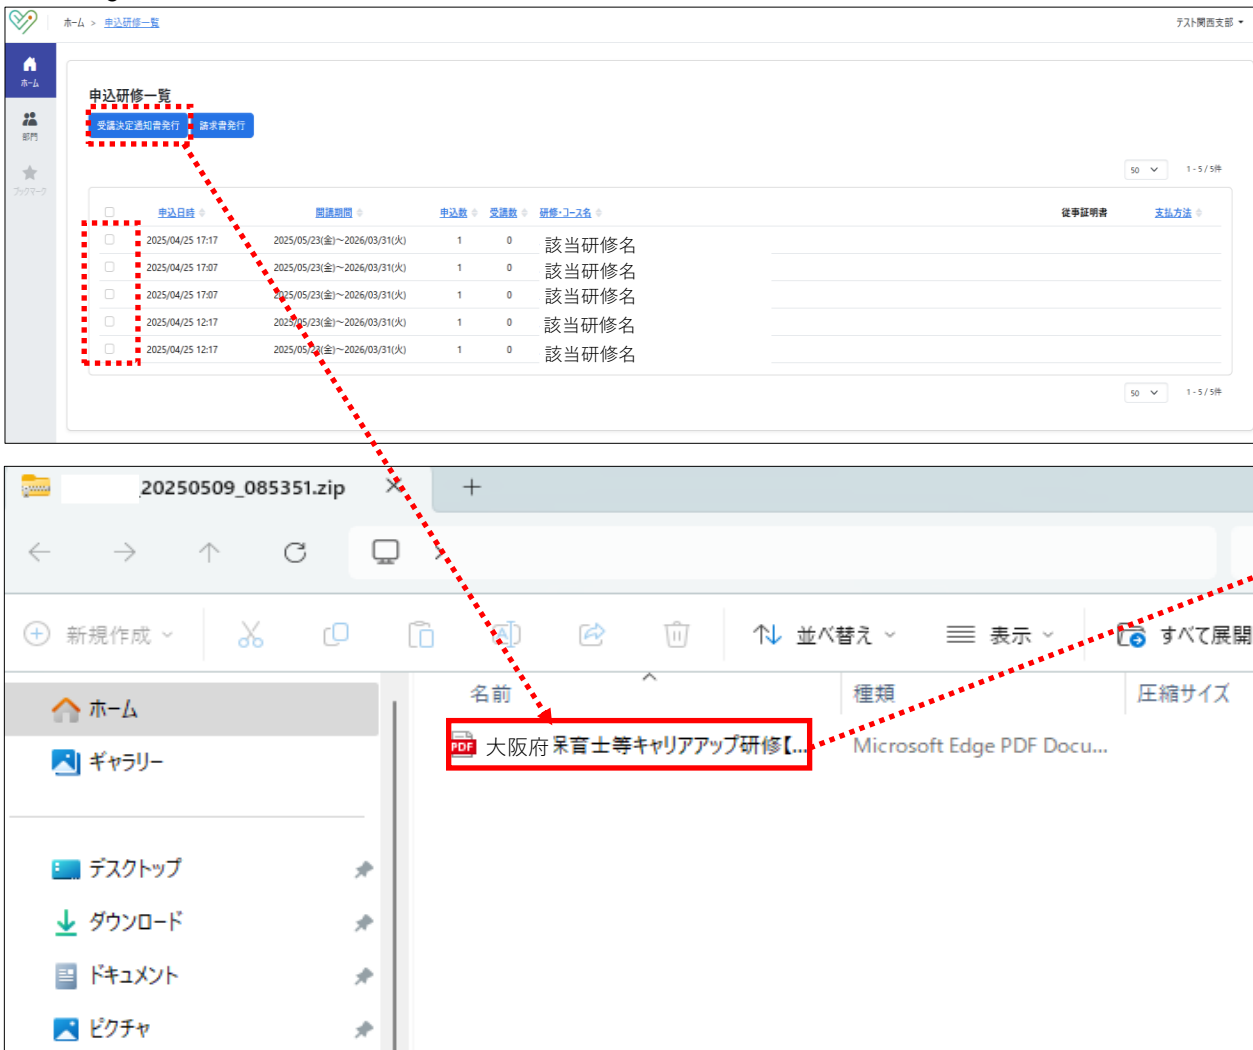 ホーム > 申込研修一覧
テスト関西支部
ホーム
部門
ブックマーク
申込研修一覧
受講決定通知書発行 請求書発行
50 1 - 5 / 5件
申込日時 開講期間 申込数 受講数 研修・コース名 従事証明書 支払方法
2025/04/25 17:17 2025/05/23(金)～2026/03/31(火) 1 0 該当研修名
2025/04/25 17:07 2025/05/23(金)～2026/03/31(火) 1 0 該当研修名
2025/04/25 17:07 2025/05/23(金)～2026/03/31(火) 1 0 該当研修名
2025/04/25 12:17 2025/05/23(金)～2026/03/31(火) 1 0 該当研修名
2025/04/25 12:17 2025/05/23(金)～2026/03/31(火) 1 0 該当研修名
50 1 - 5 / 5件
_20250509_085351.zip
新規作成 並べ替え 表示 すべて展開
名前 種類 圧縮サイズ
大阪府保育士等キャリアアップ研修【... Microsoft Edge PDF Docu...
ホーム
ギャラリー
デスクトップ
ダウンロード
ドキュメント
ピクチャ